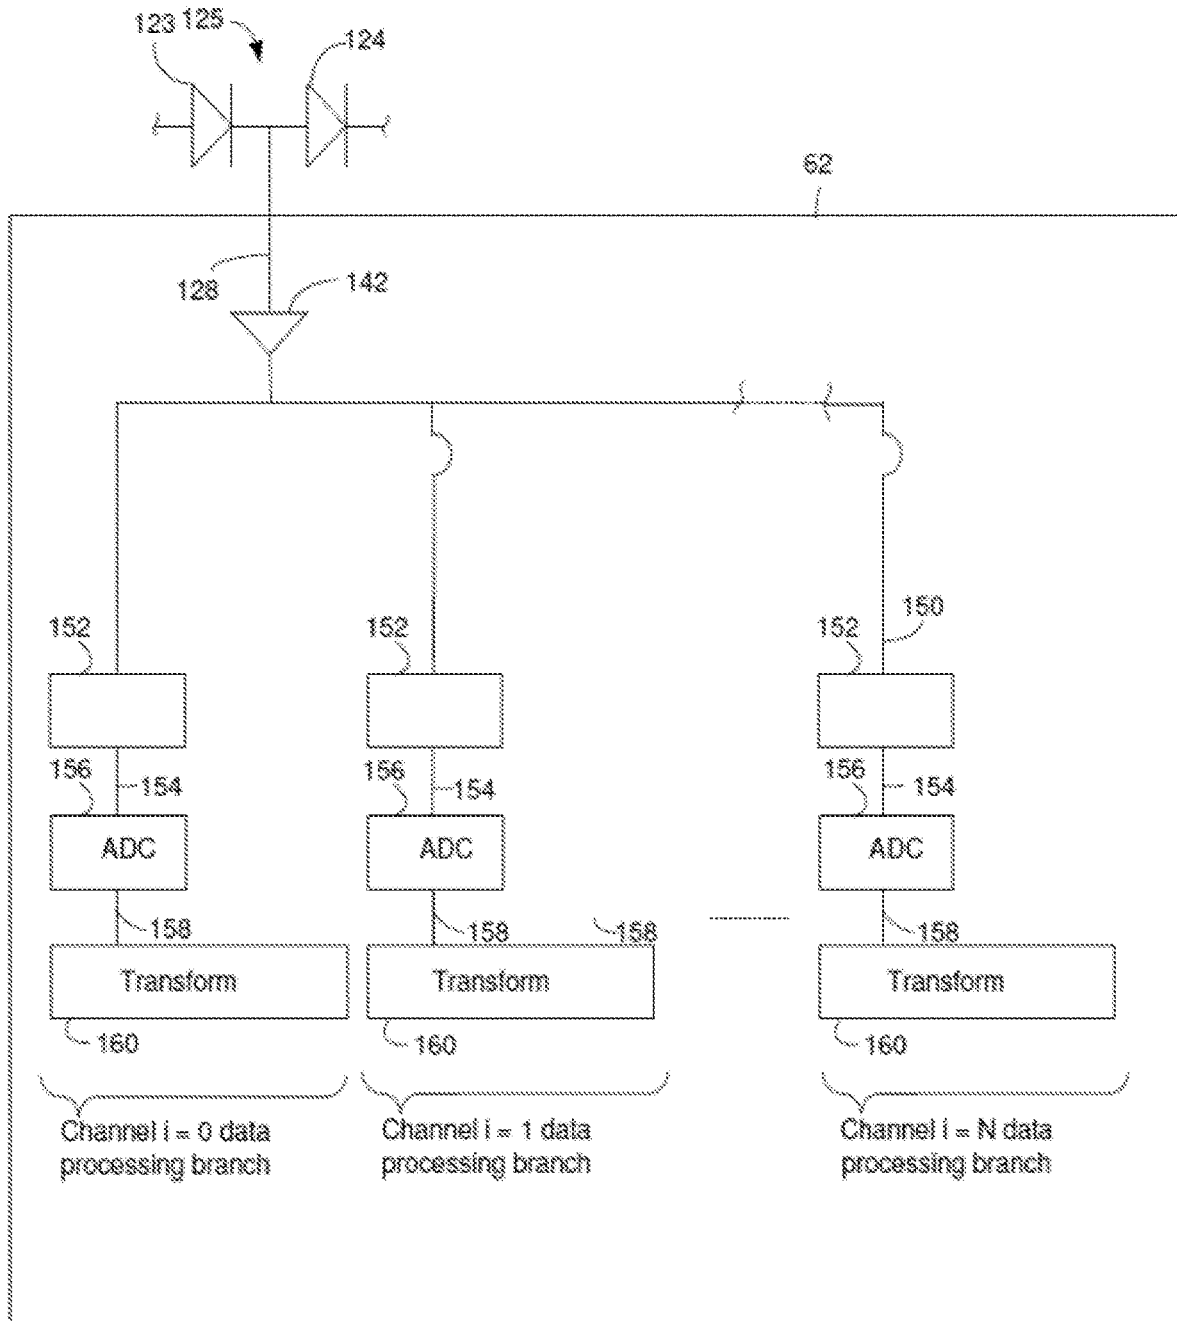 123
125
124
62
128
142
150
152
152
152
156
154
156
154
156
154
ADC
ADC
ADC
158
158
158
158
Transform
Transform
Transform
160
160
160
Channel i = 0 data
processing branch
Channel i = 1 data
processing branch
Channel i = N data
processing branch